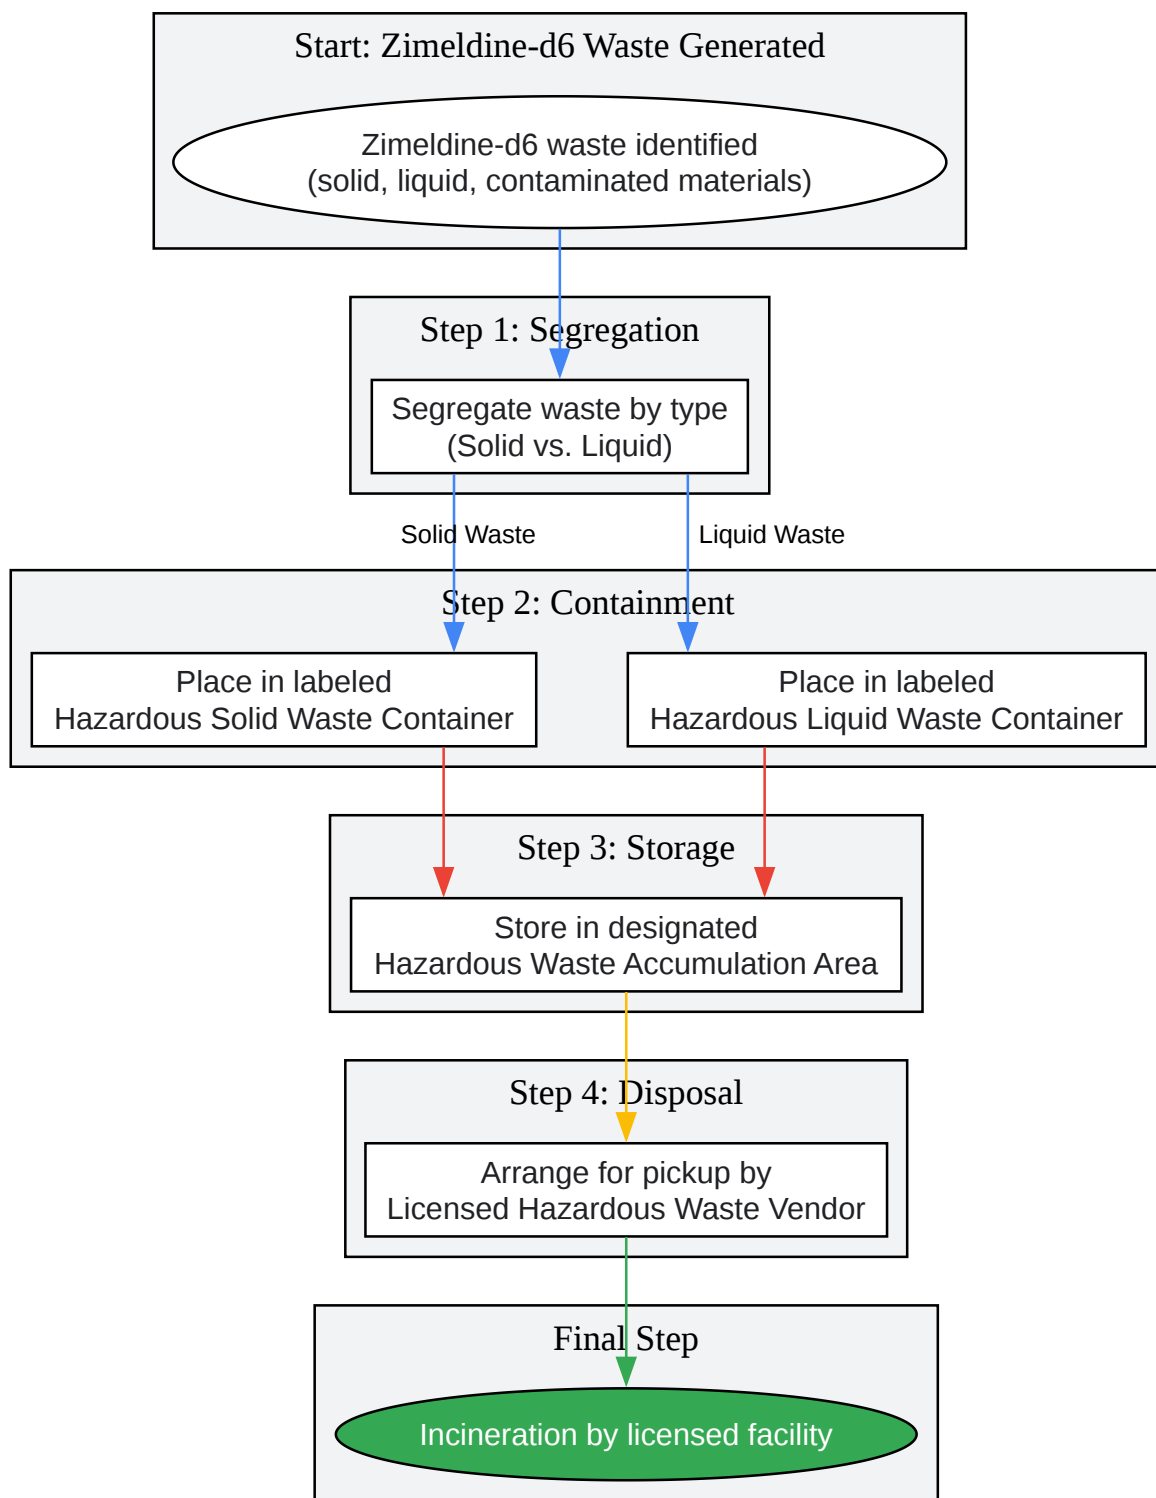 Start: Zimeldine-d6 Waste Generated
Zimeldine-d6 waste identified
(solid, liquid, contaminated materials)
Step 1: Segregation
Segregate waste by type
(Solid vs. Liquid)
Solid Waste
Liquid Waste
Step 2: Containment
Place in labeled
Hazardous Solid Waste Container
Place in labeled
Hazardous Liquid Waste Container
Step 3: Storage
Store in designated
Hazardous Waste Accumulation Area
Step 4: Disposal
Arrange for pickup by
Licensed Hazardous Waste Vendor
Final Step
Incineration by licensed facility